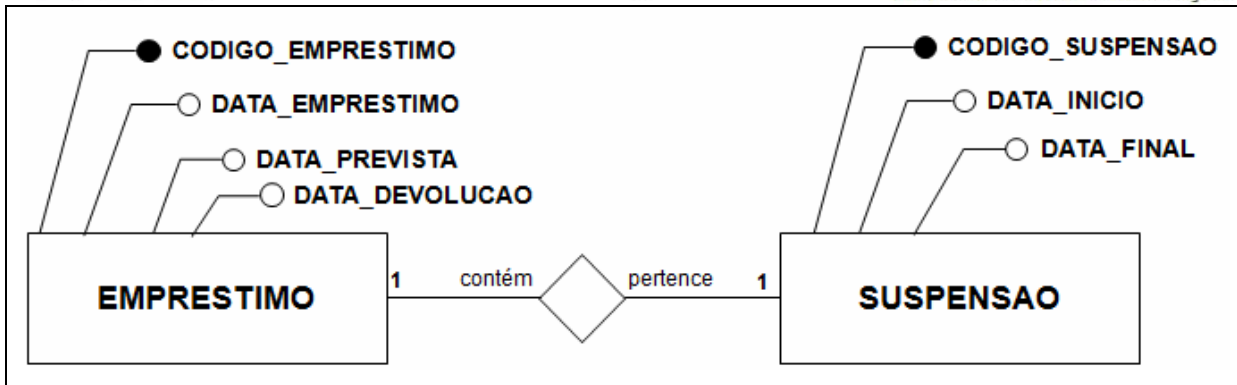 CODIGO_EMPRESTIMO
DATA_EMPRESTIMO
DATA_PREVISTA
DATA_DEVOLUCAO
EMPRESTIMO
1 contém
pertence 1
CODIGO_SUSPENSAO
DATA_INICIO
DATA_FINAL
SUSPENSAO